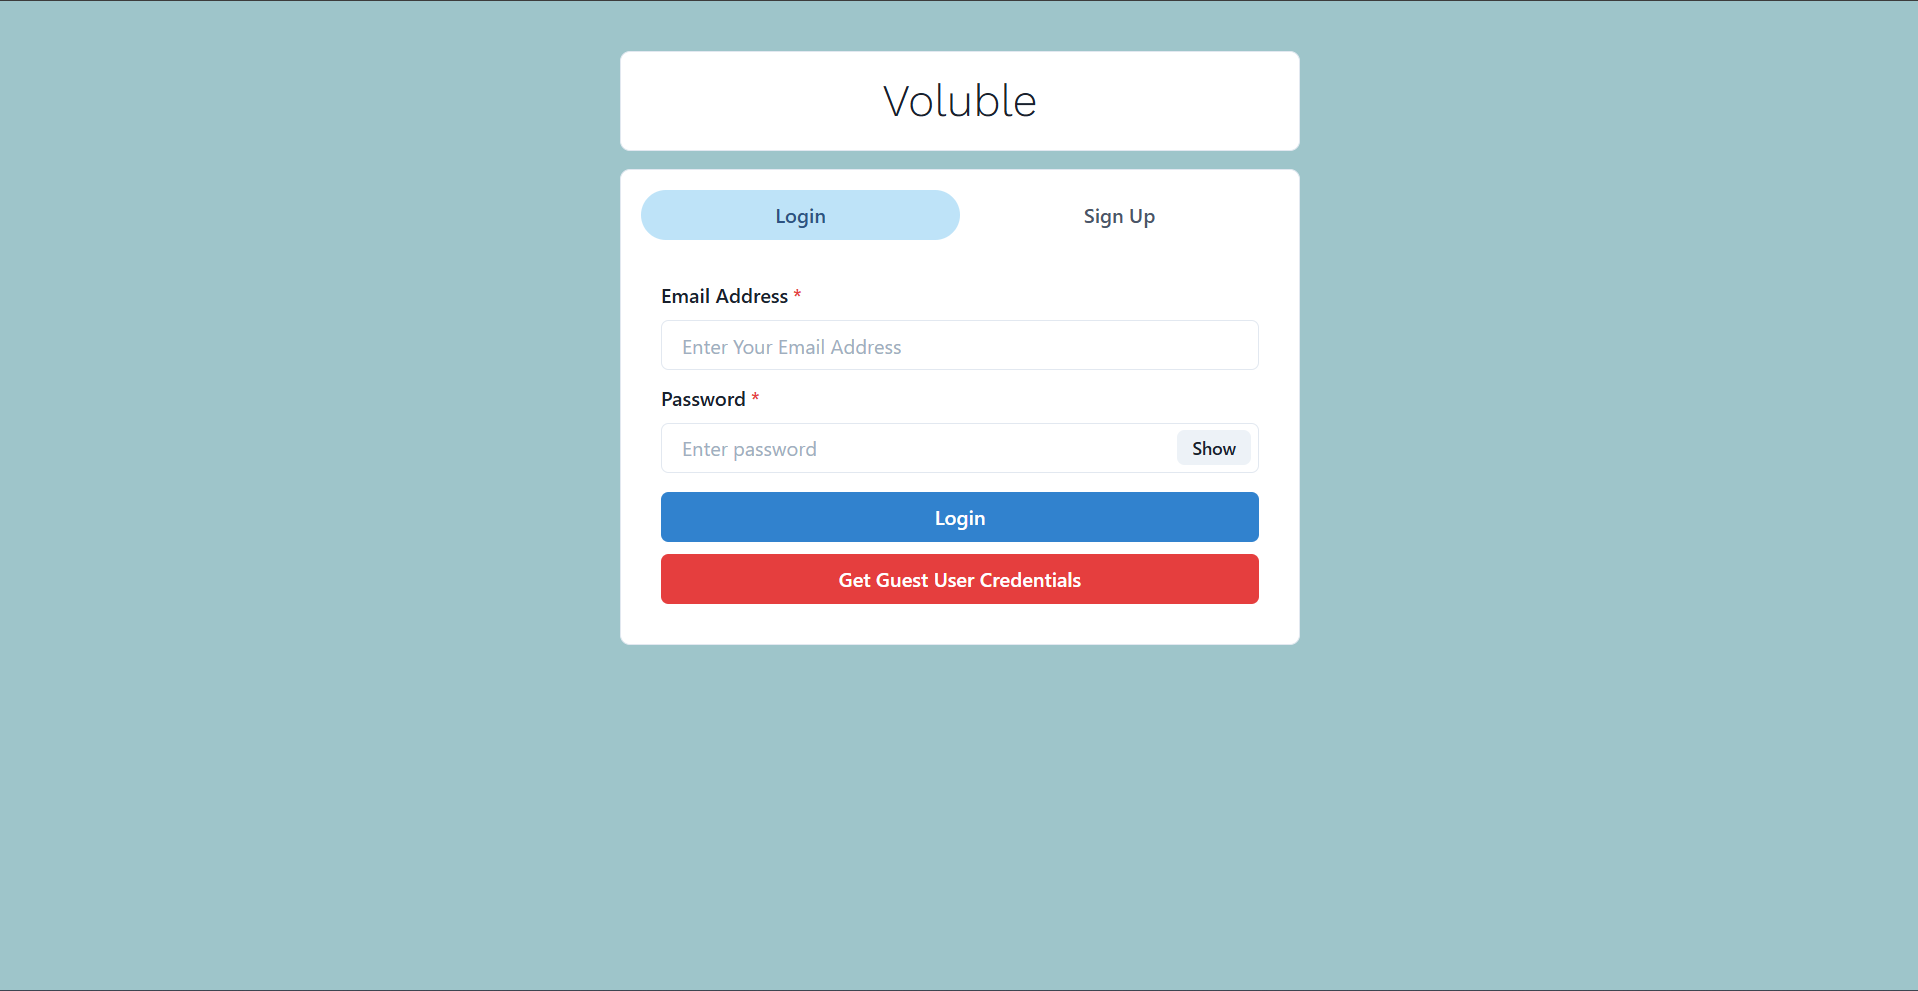 Voluble
Login
Sign Up
Email Address *
Enter Your Email Address
Password *
Enter password
Show
Login
Get Guest User Credentials